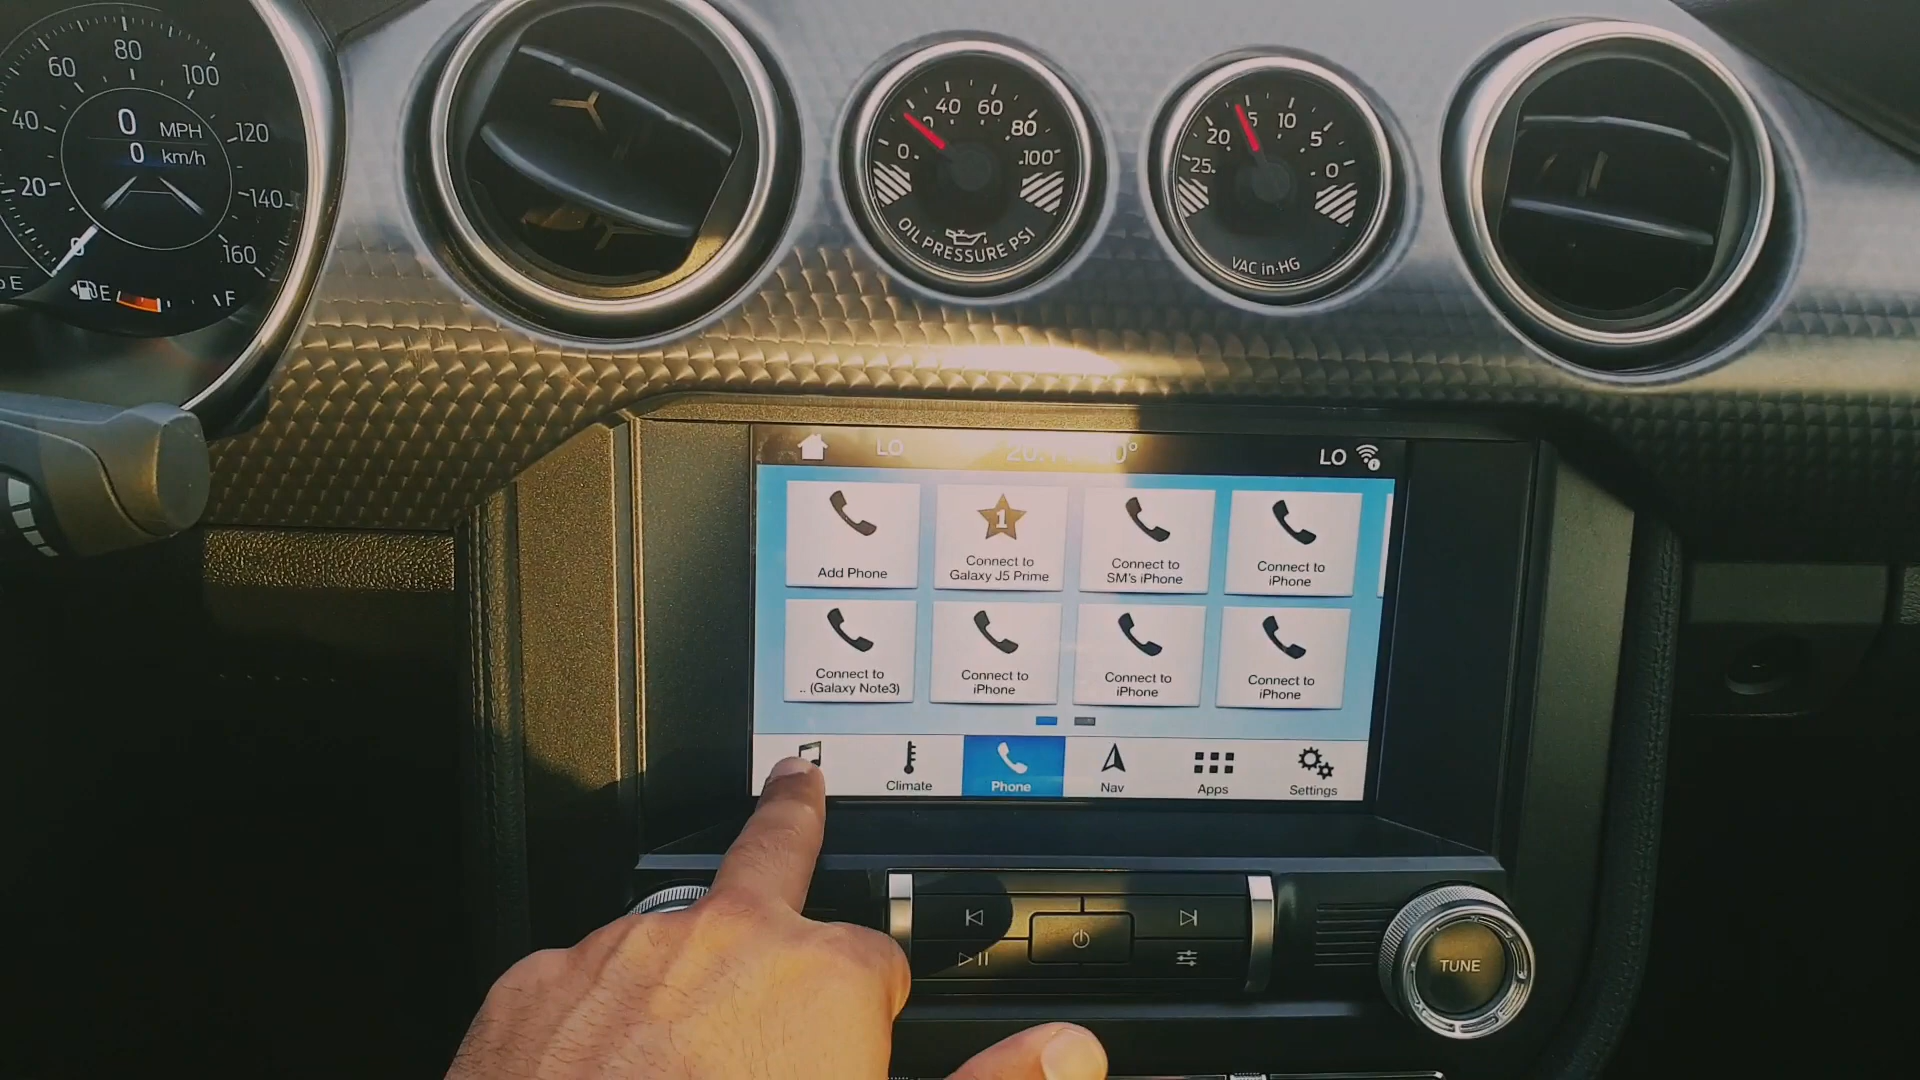 80
60
100
40
0 MPH
120
0 km/h
20
140
0
160
E
E
F
40
60
80
0
100
OIL PRESSURE PSI
10
20
5
25
0
VAC in-HG
LO
LO
Add Phone
Connect to
Galaxy J5 Prime
1
Connect to
SM's iPhone
Connect to
iPhone
Connect to
.. (Galaxy Note3)
Connect to
iPhone
Connect to
iPhone
Connect to
iPhone
Climate
Phone
Nav
Apps
Settings
TUNE